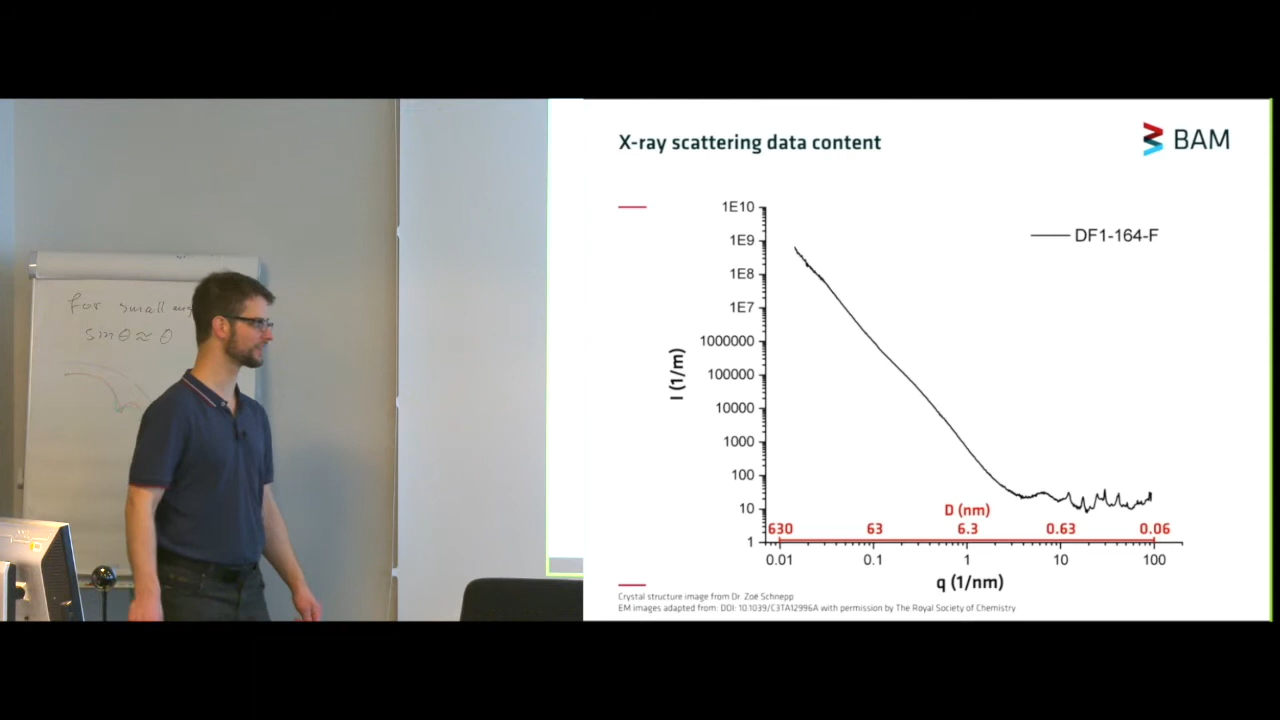 For small
sinθ ≈ θ
X-ray scattering data content
BAM
1E10
1E9
1E8
1E7
1000000
100000
10000
1000
100
10
1
I (1/m)
DF1-164-F
D (nm)
630 63 6.3 0.63 0.06
0.01 0.1 1 10 100
q (1/nm)
Crystal structure image from Dr. Zoë Schnepp
EM images adapted from: DOI: 10.1039/C3TA12996A with permission by The Royal Society of Chemistry